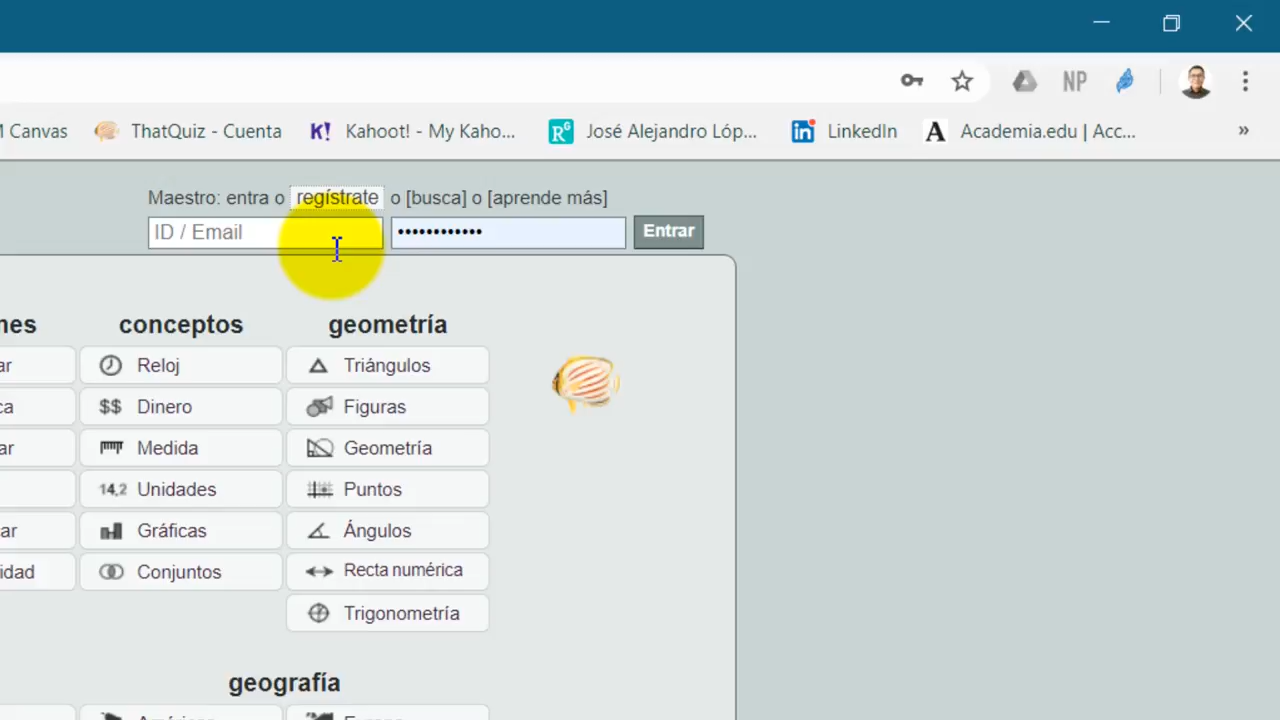 NP
Canvas
ThatQuiz - Cuenta
K! Kahoot! - My Kaho...
RG José Alejandro Lóp...
in LinkedIn
A Academia.edu | Acc...
»
Maestro: entra o regístrate o [busca] o [aprende más]
ID / Email
••••••••••••
Entrar
nes
conceptos
geometría
ar
Reloj
Triángulos
ca
$$ Dinero
Figuras
ar
Medida
Geometría
14,2 Unidades
Puntos
ar
Gráficas
Ángulos
idad
Conjuntos
Recta numérica
Trigonometría
geografía